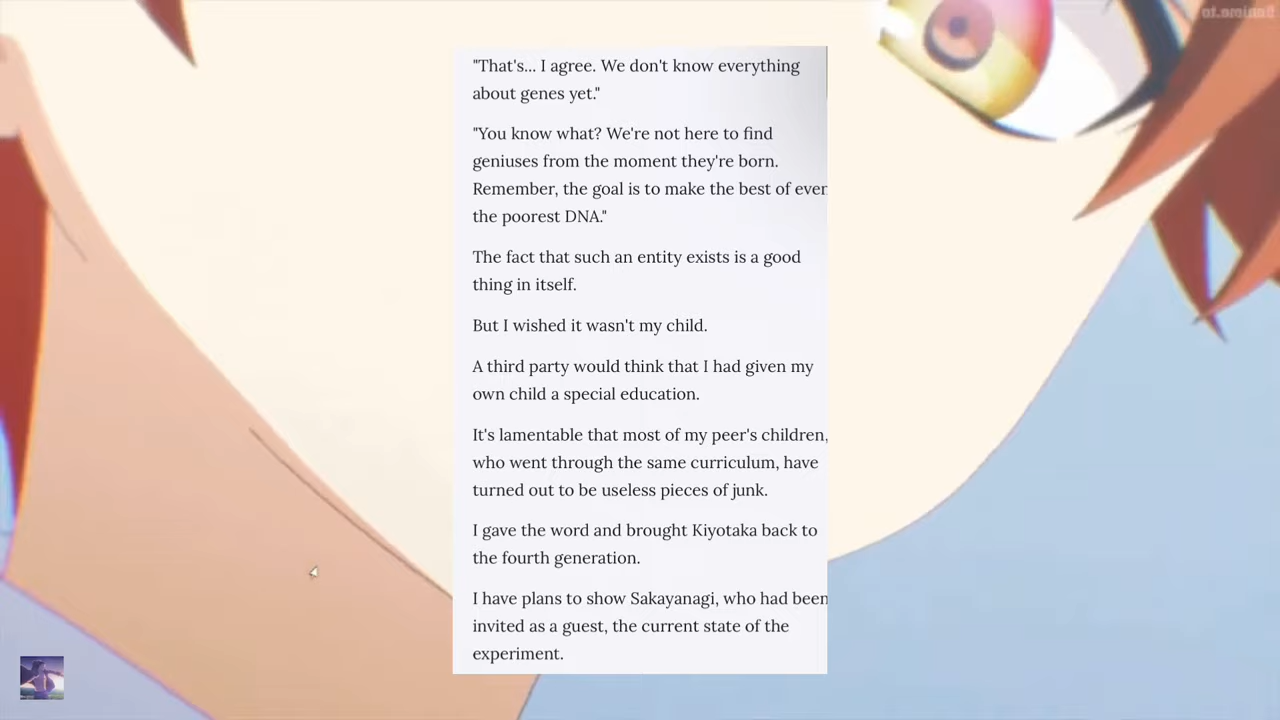 "That's... I agree. We don't know everything
about genes yet."
"You know what? We're not here to find
geniuses from the moment they're born.
Remember, the goal is to make the best of even
the poorest DNA."
The fact that such an entity exists is a good
thing in itself.
But I wished it wasn't my child.
A third party would think that I had given my
own child a special education.
It's lamentable that most of my peer's children,
who went through the same curriculum, have
turned out to be useless pieces of junk.
I gave the word and brought Kiyotaka back to
the fourth generation.
I have plans to show Sakayanagi, who had been
invited as a guest, the current state of the
experiment.